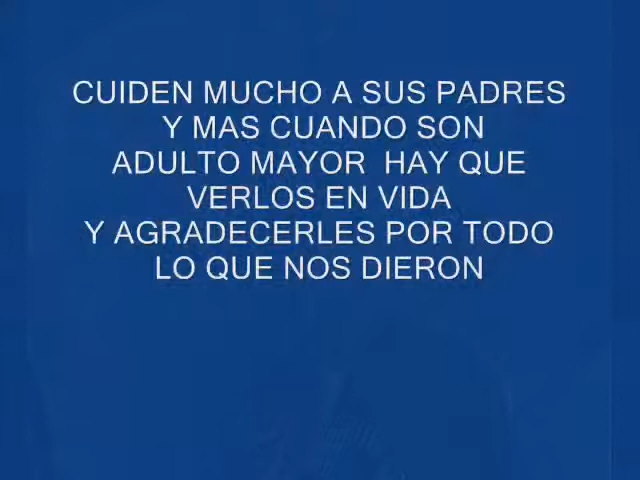 CUIDEN MUCHO A SUS PADRES
Y MAS CUANDO SON
ADULTO MAYOR  HAY QUE
VERLOS EN VIDA
Y AGRADECERLES POR TODO
LO QUE NOS DIERON